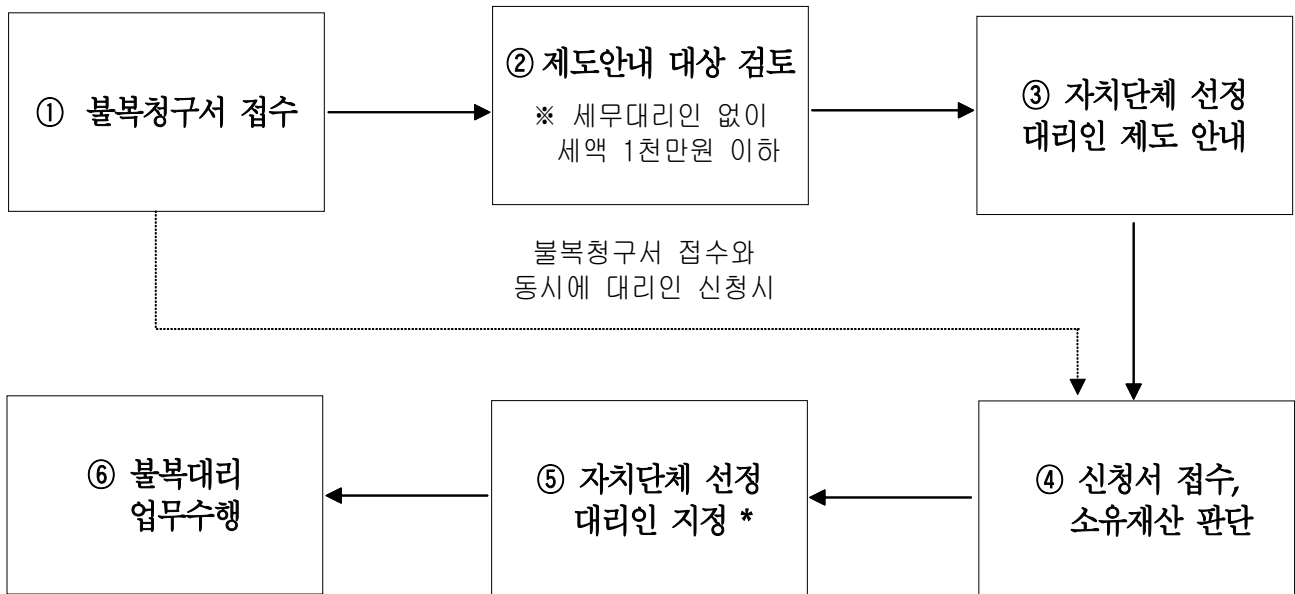 ① 불복청구서 접수
② 제도안내 대상 검토
※ 세무대리인 없이
세액 1천만원 이하
③ 자치단체 선정
대리인 제도 안내
불복청구서 접수와
동시에 대리인 신청시
④ 신청서 접수,
소유재산 판단
⑤ 자치단체 선정
대리인 지정 *
⑥ 불복대리
업무수행